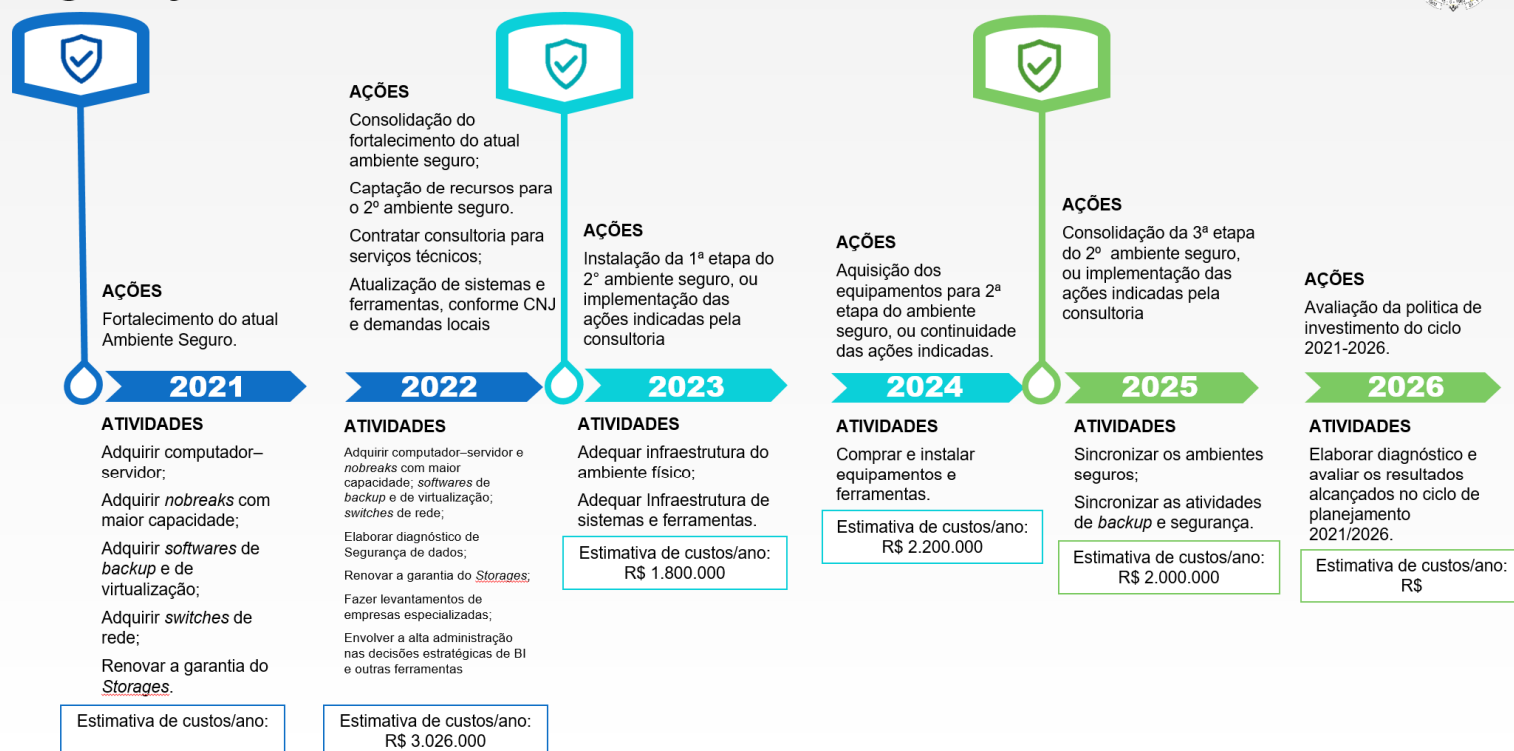 AÇÕES
Fortalecimento do atual
Ambiente Seguro.
2021
ATIVIDADES
Adquirir computador–
servidor;
Adquirir nobreaks com
maior capacidade;
Adquirir softwares de
backup e de
virtualização;
Adquirir switches de
rede;
Renovar a garantia do
Storages.
Estimativa de custos/ano:
AÇÕES
Consolidação do
fortalecimento do atual
ambiente seguro;
Captação de recursos para
o 2º ambiente seguro.
Contratar consultoria para
serviços técnicos;
Atualização de sistemas e
ferramentas, conforme CNJ
e demandas locais
2022
ATIVIDADES
Adquirir computador–servidor e
nobreaks com maior
capacidade; softwares de
backup e de virtualização;
switches de rede;
Elaborar diagnóstico de
Segurança de dados;
Renovar a garantia do Storages;
Fazer levantamentos de
empresas especializadas;
Envolver a alta administração
nas decisões estratégicas de BI
e outras ferramentas
Estimativa de custos/ano:
R$ 3.026.000
AÇÕES
Instalação da 1ª etapa do
2° ambiente seguro, ou
implementação das
ações indicadas pela
consultoria
2023
ATIVIDADES
Adequar infraestrutura do
ambiente físico;
Adequar Infraestrutura de
sistemas e ferramentas.
Estimativa de custos/ano:
R$ 1.800.000
AÇÕES
Aquisição dos
equipamentos para 2ª
etapa do ambiente
seguro, ou continuidade
das ações indicadas.
2024
ATIVIDADES
Comprar e instalar
equipamentos e
ferramentas.
Estimativa de custos/ano:
R$ 2.200.000
AÇÕES
Consolidação da 3ª etapa
do 2º ambiente seguro,
ou implementação das
ações indicadas pela
consultoria
2025
ATIVIDADES
Sincronizar os ambientes
seguros;
Sincronizar as atividades
de backup e segurança.
Estimativa de custos/ano:
R$ 2.000.000
AÇÕES
Avaliação da politica de
investimento do ciclo
2021-2026.
2026
ATIVIDADES
Elaborar diagnóstico e
avaliar os resultados
alcançados no ciclo de
planejamento
2021/2026.
Estimativa de custos/ano:
R$